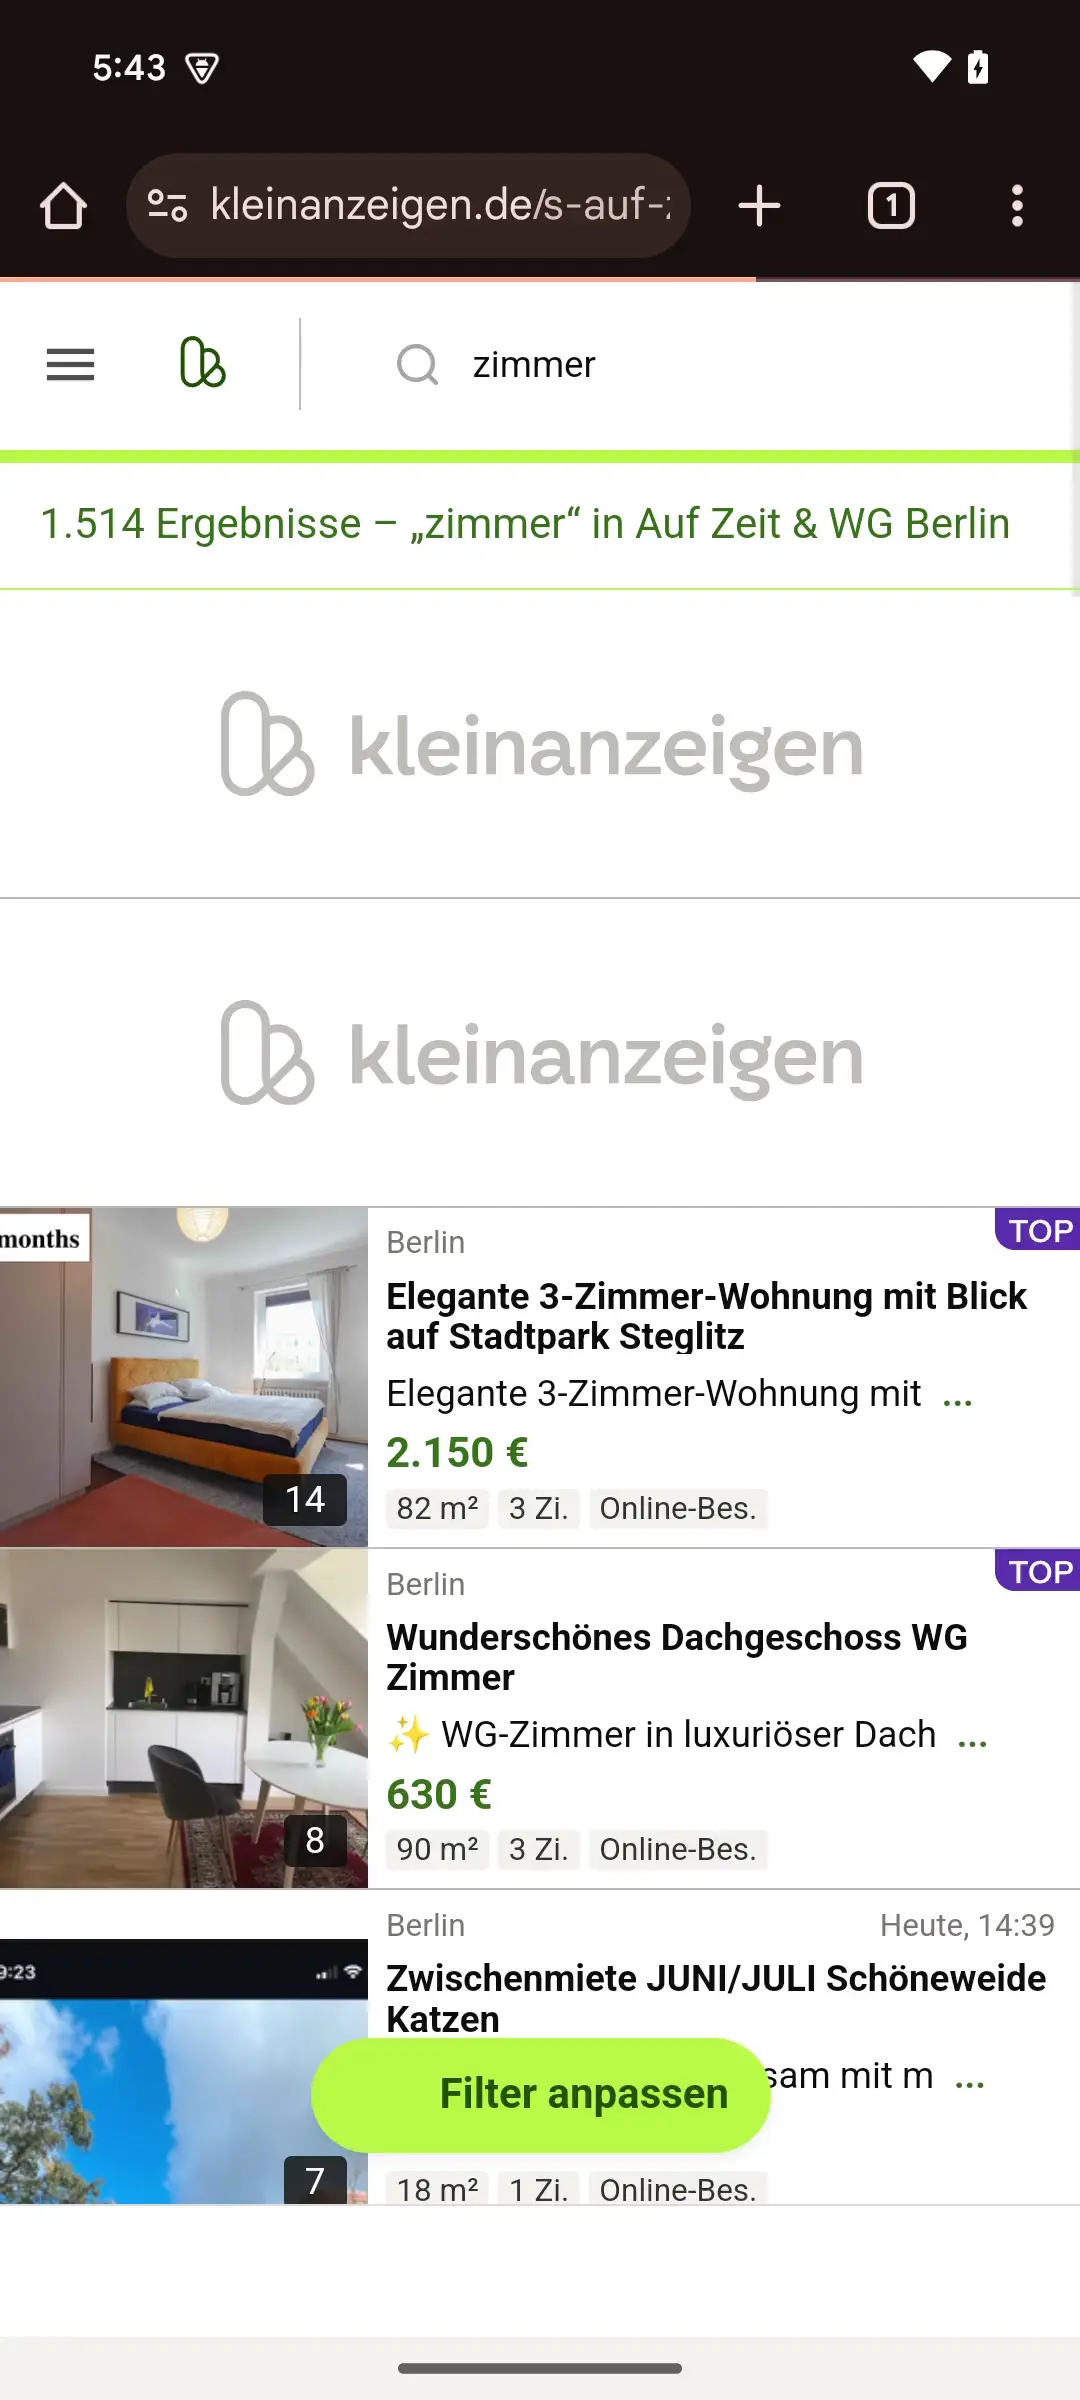 5:43
kleinanzeigen.de/s-auf-
1
zimmer
1.514 Ergebnisse – „zimmer“ in Auf Zeit & WG Berlin
kleinanzeigen
kleinanzeigen
months
14
Berlin
TOP
Elegante 3-Zimmer-Wohnung mit Blick
auf Stadtpark Steglitz
Elegante 3-Zimmer-Wohnung mit ...
2.150 €
82 m² 3 Zi. Online-Bes.
8
Berlin
TOP
Wunderschönes Dachgeschoss WG
Zimmer
✨ WG-Zimmer in luxuriöser Dach ...
630 €
90 m² 3 Zi. Online-Bes.
9:23
7
Berlin Heute, 14:39
Zwischenmiete JUNI/JULI Schöneweide
Katzen
sam mit m ...
Filter anpassen
18 m² 1 Zi. Online-Bes.